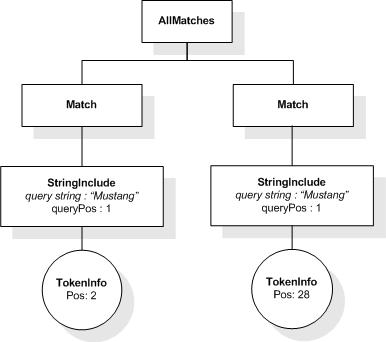 AllMatches
Match
Match
StringInclude
query string : “Mustang”
queryPos : 1
StringInclude
query string : “Mustang”
queryPos : 1
TokenInfo
Pos: 2
TokenInfo
Pos: 28